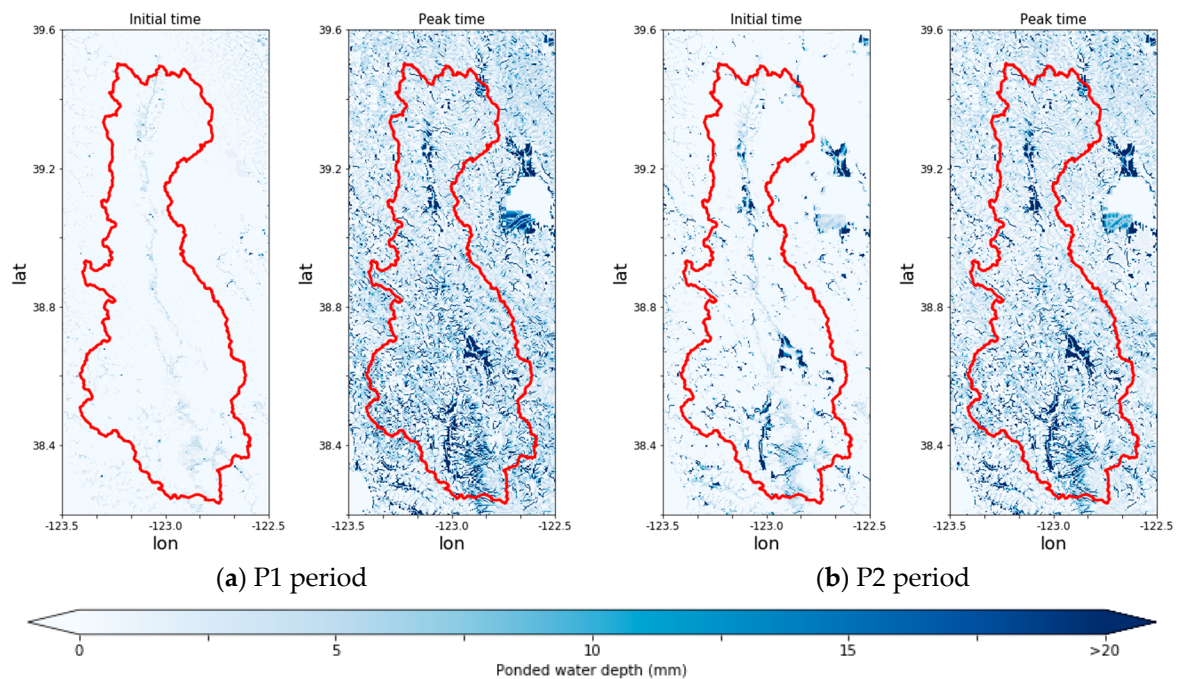 Initial time Peak time Initial time Peak time
39.6 39.6 39.6 39.6
39.2 39.2 39.2 39.2
lat lat
38.8 38.8 38.8 38.8
38.4 38.4 38.4 38.4
-123.5 -123.0 -122.5 -123.5 -123.0 -122.5 -123.5 -123.0 -122.5 -123.5 -123.0 -122.5
lon lon lon lon
(a) P1 period (b) P2 period
0 5 10 15 >20
Ponded water depth (mm)